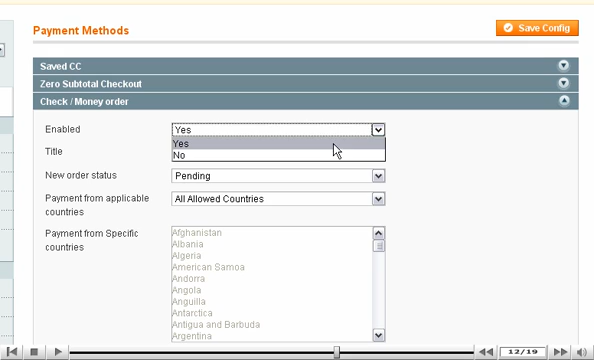 Payment Methods
Save Config
Saved CC
Zero Subtotal Checkout
Check / Money order
Enabled
Yes
Yes
Title
No
New order status
Pending
Payment from applicable
countries
All Allowed Countries
Payment from Specific
countries
Afghanistan
Albania
Algeria
American Samoa
Andorra
Angola
Anguilla
Antarctica
Antigua and Barbuda
Argentina
12/19